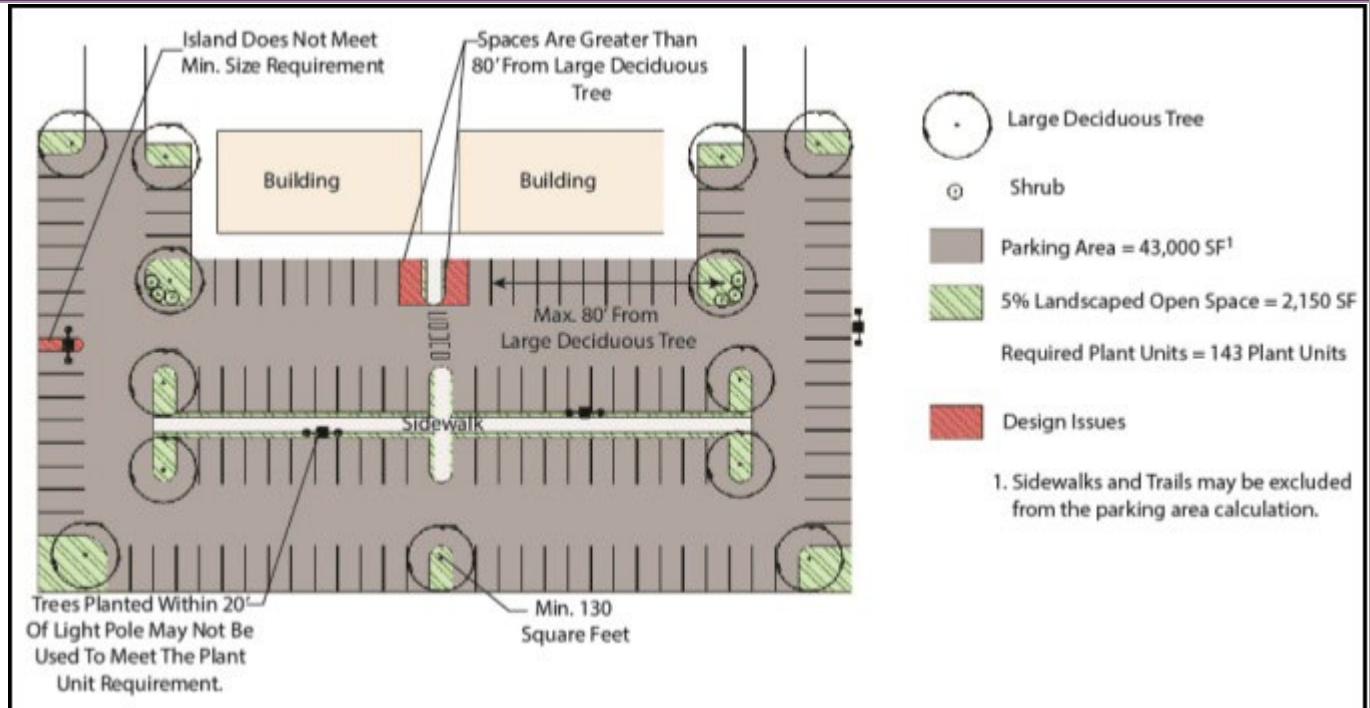 Island Does Not Meet
Min. Size Requirement
Spaces Are Greater Than
80' From Large Deciduous
Tree
Building
Building
Max. 80' From
Large Deciduous Tree
Sidewalk
Trees Planted Within 20'
Of Light Pole May Not Be
Used To Meet The Plant
Unit Requirement.
Min. 130
Square Feet
Large Deciduous Tree
Shrub
Parking Area = 43,000 SF¹
5% Landscaped Open Space = 2,150 SF
Required Plant Units = 143 Plant Units
Design Issues
1. Sidewalks and Trails may be excluded
from the parking area calculation.